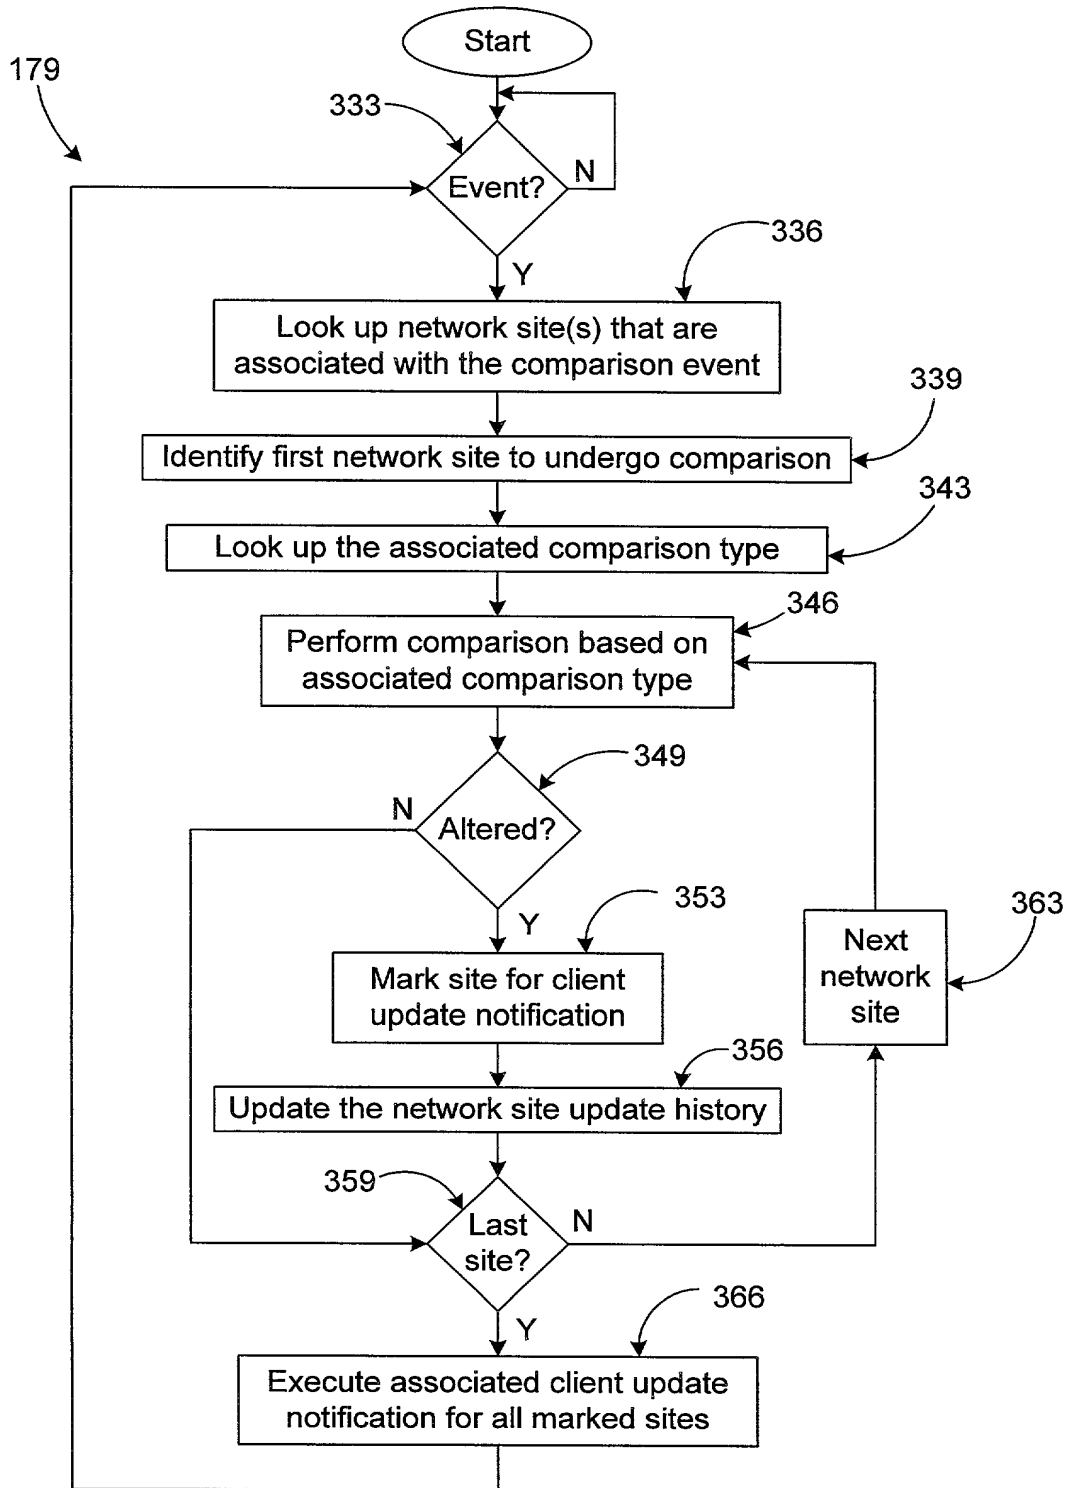 Start
179
333
Event?
N
336
Y
Look up network site(s) that are
associated with the comparison event
339
Identify first network site to undergo comparison
343
Look up the associated comparison type
346
Perform comparison based on
associated comparison type
349
N
Altered?
353
363
Y
Next
network
site
Mark site for client
update notification
356
Update the network site update history
359
N
Last
site?
366
Y
Execute associated client update
notification for all marked sites